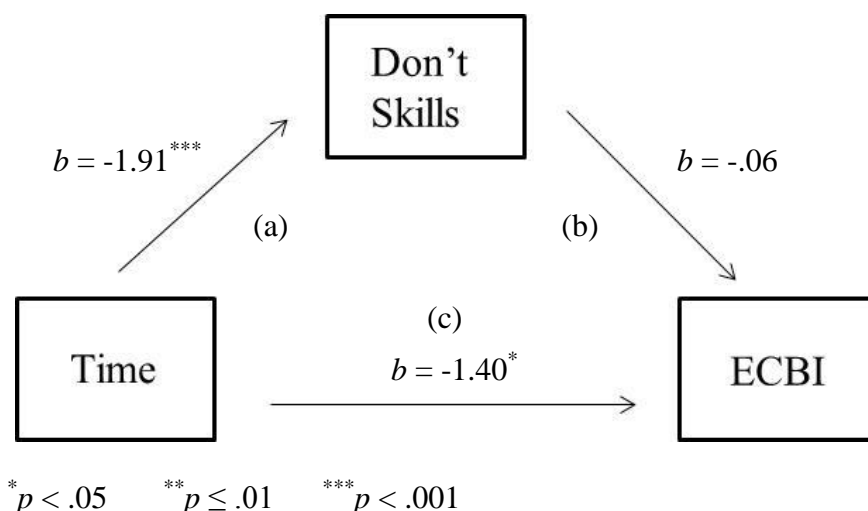 Don't
Skills
b = -1.91***
b = -.06
(a)
(b)
(c)
Time
b = -1.40*
ECBI
*p < .05 **p ≤ .01 ***p < .001